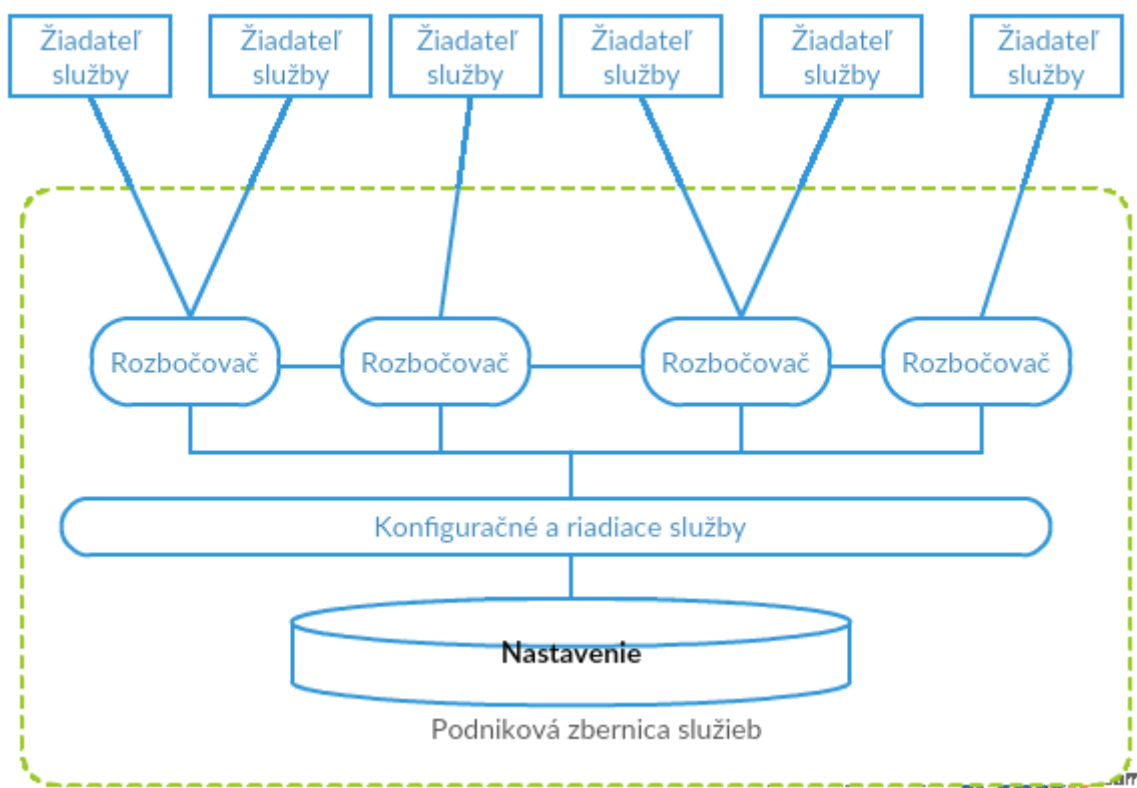 Žiadateľ
služby
Žiadateľ
služby
Žiadateľ
služby
Žiadateľ
služby
Žiadateľ
služby
Žiadateľ
služby
Rozbočovač
Rozbočovač
Rozbočovač
Rozbočovač
Konfiguračné a riadiace služby
Nastavenie
Podniková zbernica služieb